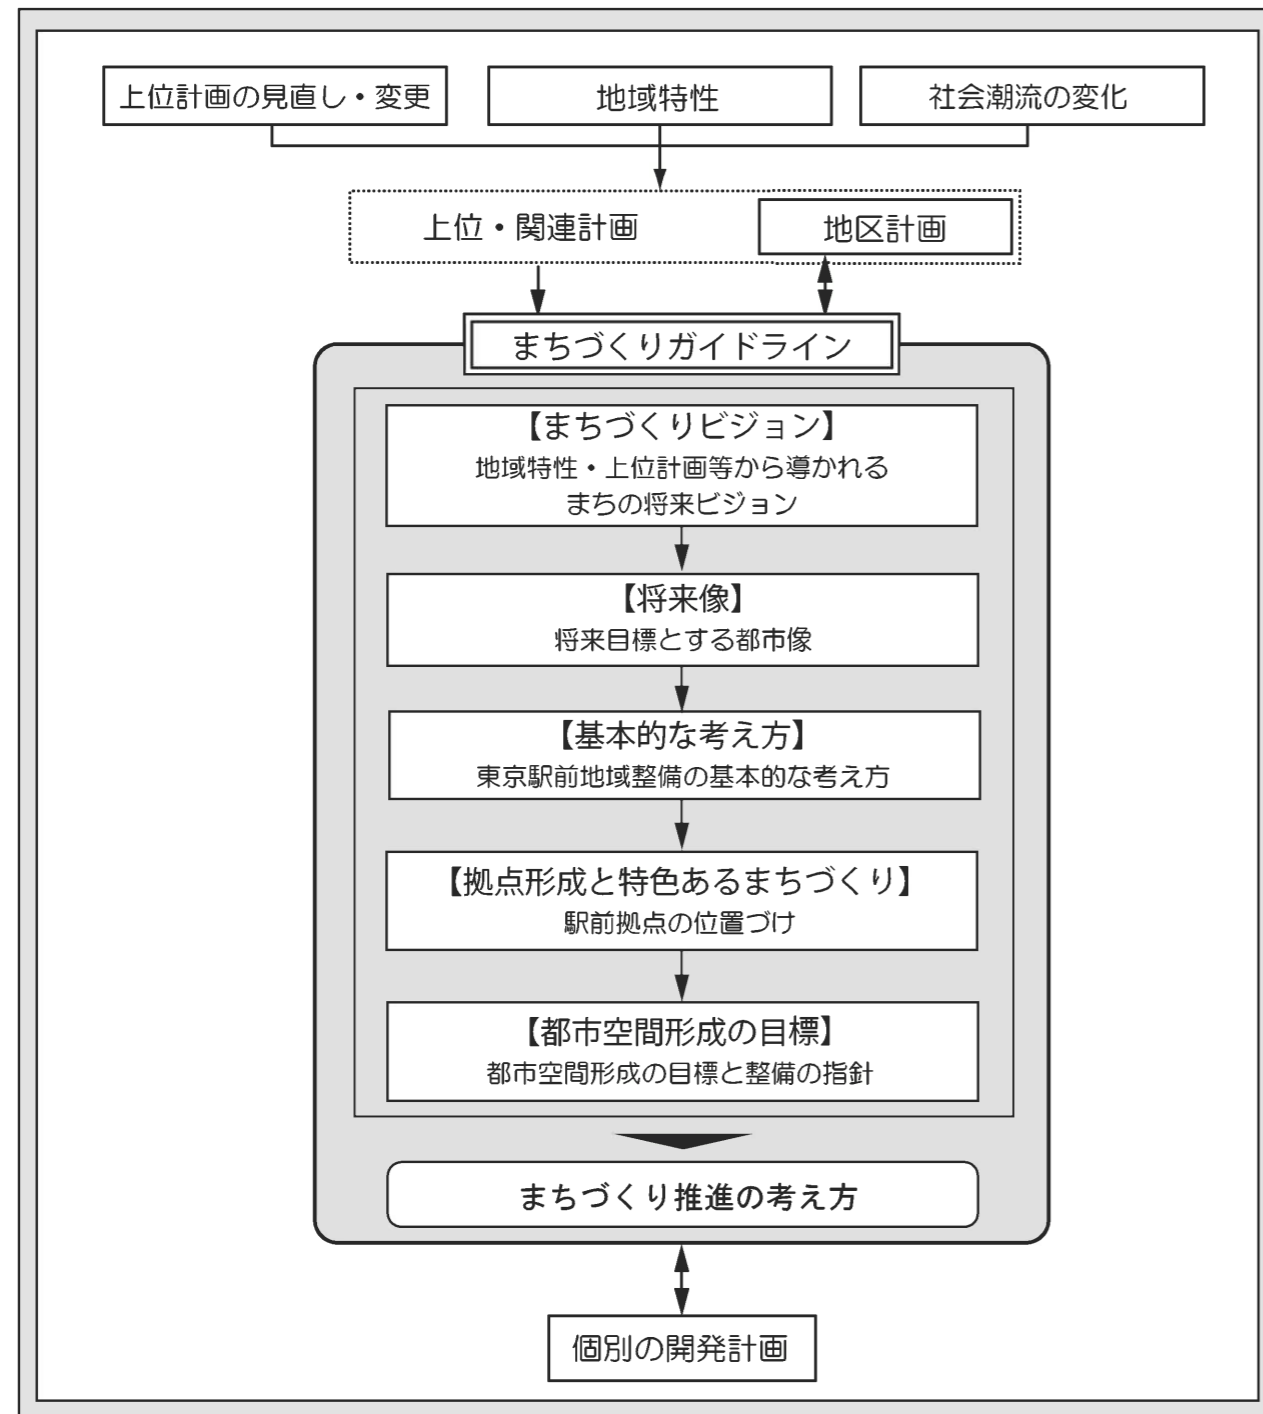 上位計画の見直し・変更
地域特性
社会潮流の変化
上位・関連計画
地区計画
まちづくりガイドライン
【まちづくりビジョン】
地域特性・上位計画等から導かれる
まちの将来ビジョン
【将来像】
将来目標とする都市像
【基本的な考え方】
東京駅前地域整備の基本的な考え方
【拠点形成と特色あるまちづくり】
駅前拠点の位置づけ
【都市空間形成の目標】
都市空間形成の目標と整備の指針
まちづくり推進の考え方
個別の開発計画